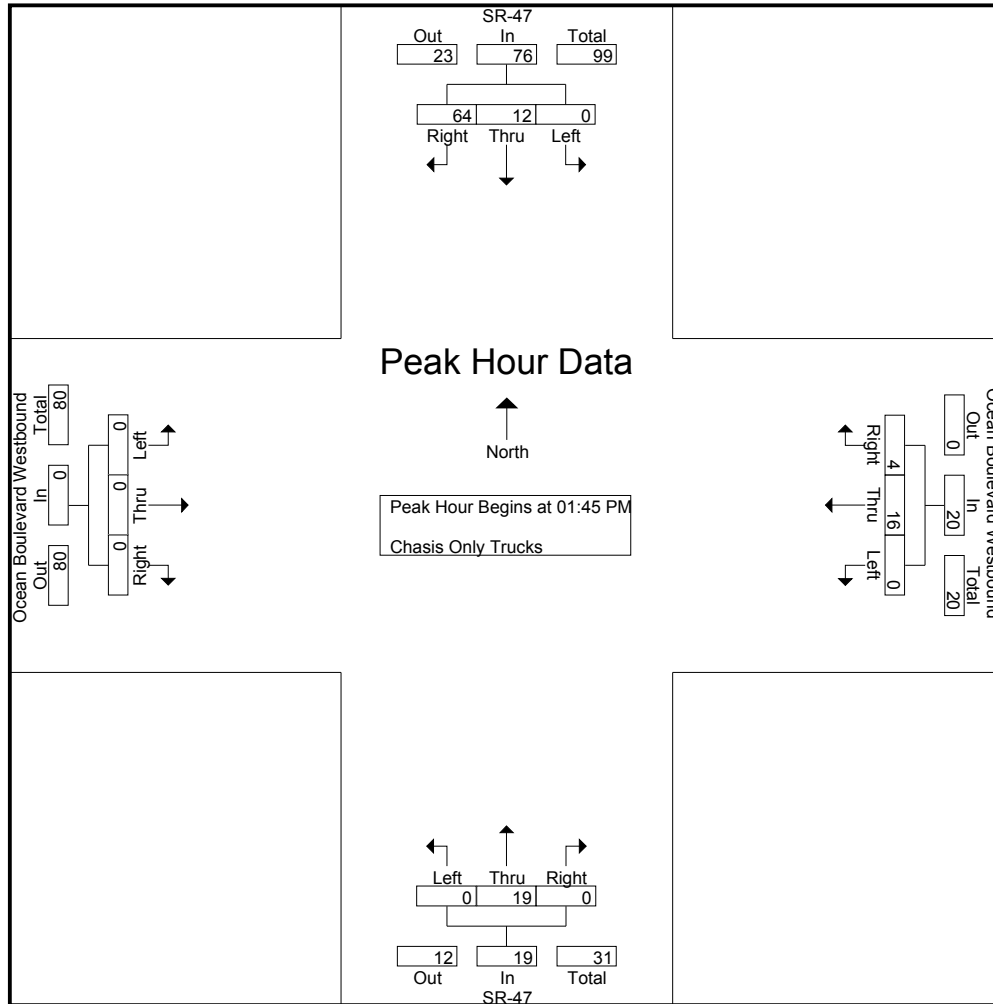 SR-47
Out In Total
23 76 99
64 12 0
Right Thru Left
Peak Hour Data
North
Peak Hour Begins at 01:45 PM
Chasis Only Trucks
Ocean Boulevard Westbound
Total In Out
80 0 80
0 0 0
Left Thru Right
Ocean Boulevard Westbound
Out In Total
0 20 20
4 16 0
Right Thru Left
Left Thru Right
0 19 0
12 19 31
Out In Total
SR-47